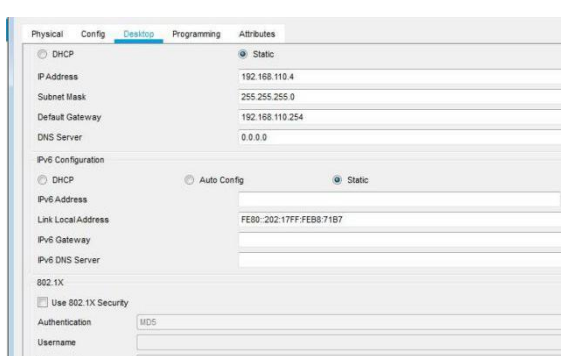 Physical Config Desktop Programming Attributes
DHCP Static
IP Address 192.168.110.4
Subnet Mask 255.255.255.0
Default Gateway 192.168.110.254
DNS Server 0.0.0.0
IPv6 Configuration
DHCP Auto Config Static
IPv6 Address
Link Local Address FE80::202:17FF:FEB8:71B7
IPv6 Gateway
IPv6 DNS Server
802.1X
Use 802.1X Security
Authentication MD5
Username